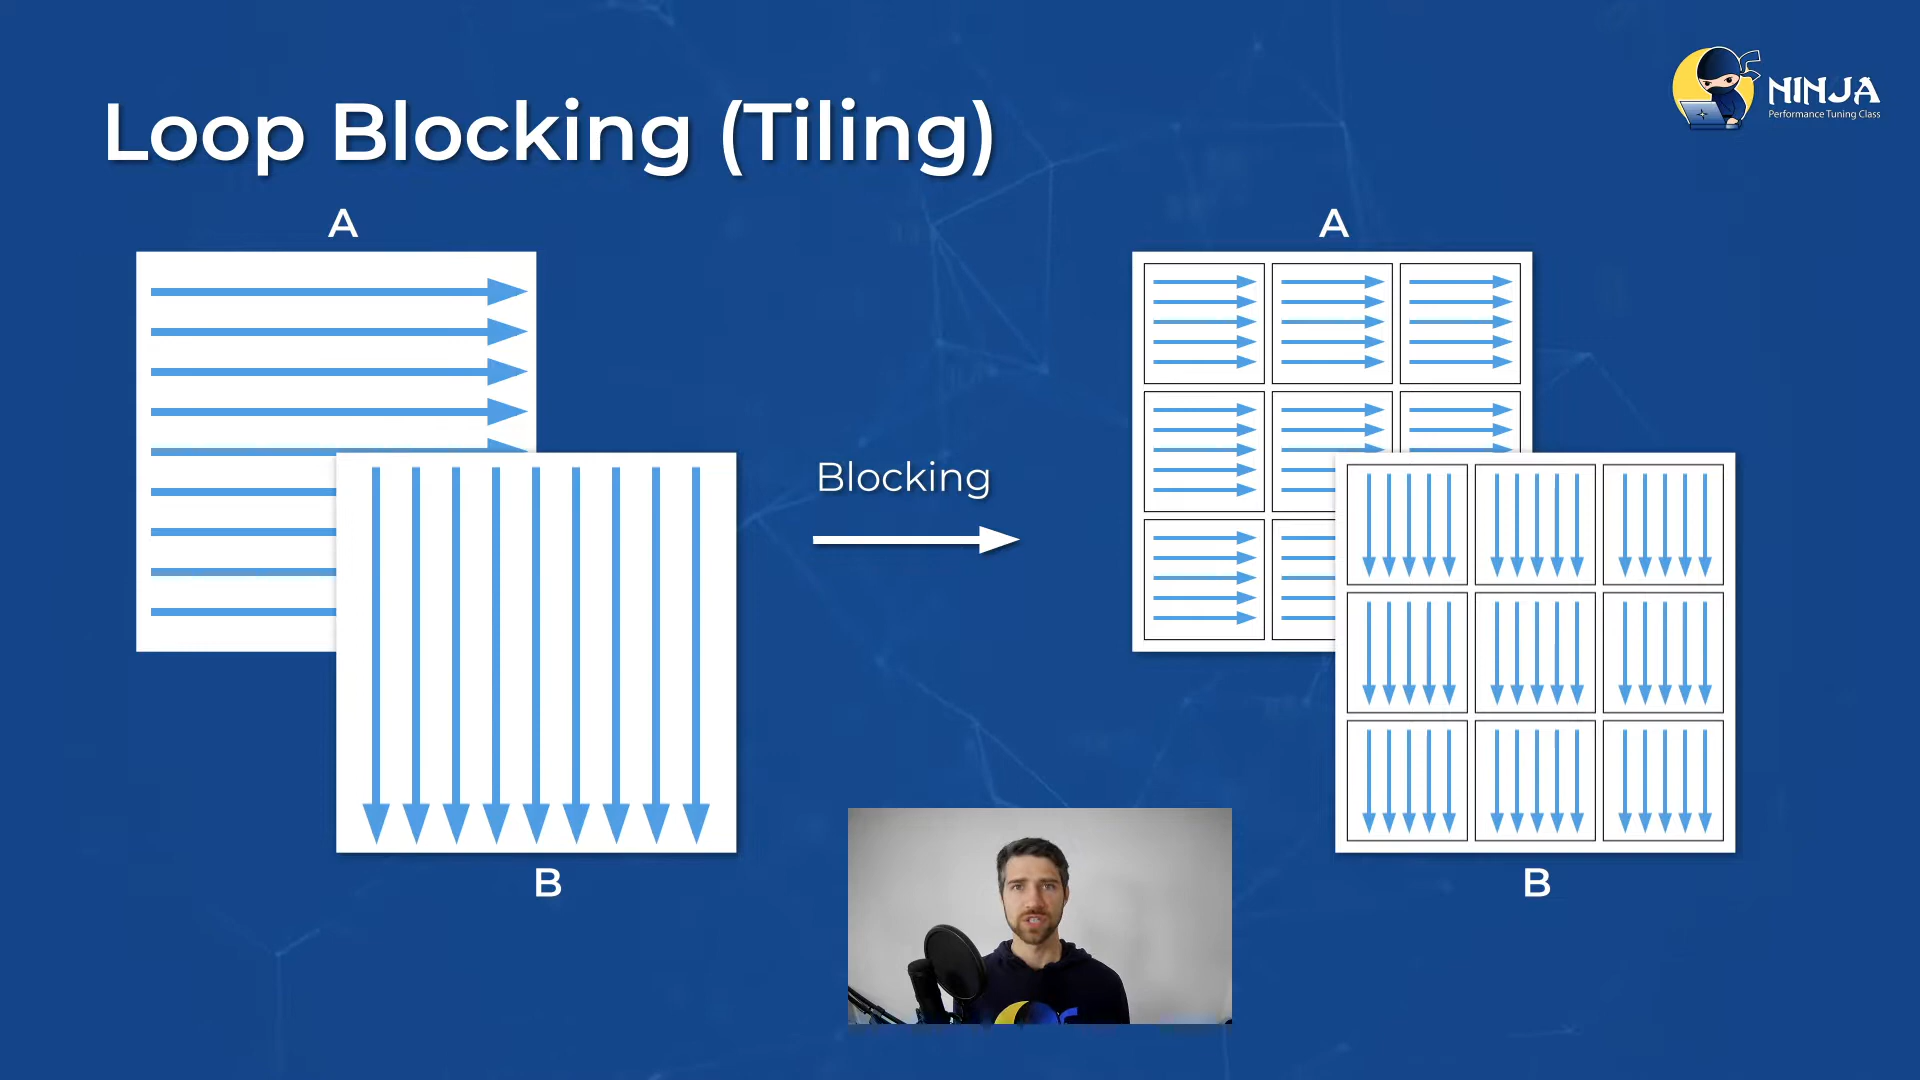 Loop Blocking (Tiling)
NINJA
Performance Tuning Class
A
A
Blocking
B
B